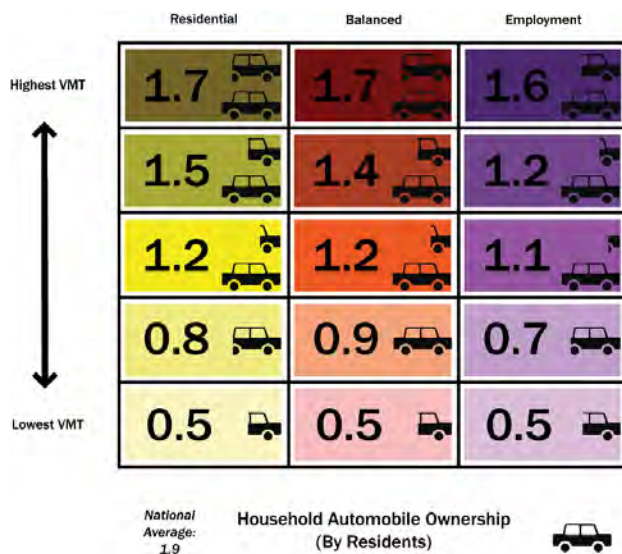 Residential Balanced Employment
Highest VMT
1.7 1.7 1.6
1.5 1.4 1.2
1.2 1.2 1.1
0.8 0.9 0.7
Lowest VMT
0.5 0.5 0.5
National
Average:
1.9
Household Automobile Ownership
(By Residents)